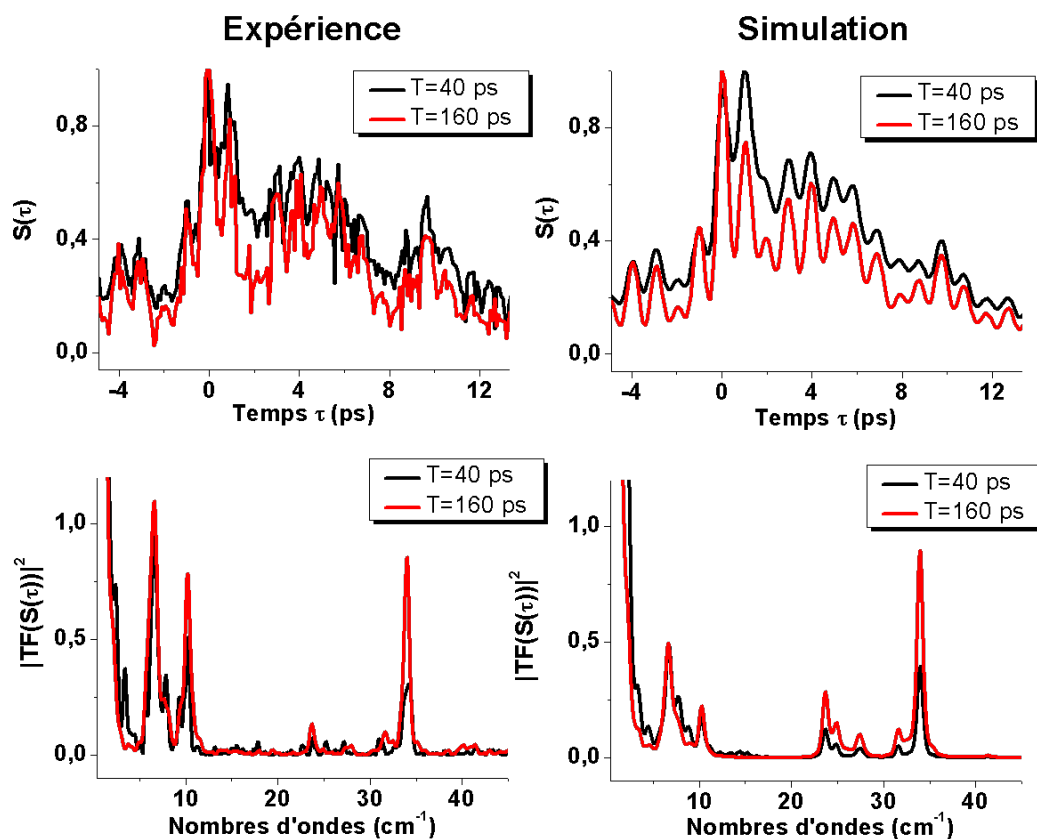 Expérience
Simulation
T=40 ps
T=160 ps
T=40 ps
T=160 ps
S(τ)
0,8
0,4
0,0
-4 0 4 8 12
Temps τ (ps)
S(τ)
0,8
0,4
0,0
-4 0 4 8 12
Temps τ (ps)
T=40 ps
T=160 ps
T=40 ps
T=160 ps
|TF(S(τ))|²
1,0
0,5
0,0
10 20 30 40
Nombres d'ondes (cm⁻¹)
|TF(S(τ))|²
1,0
0,5
0,0
10 20 30 40
Nombres d'ondes (cm⁻¹)